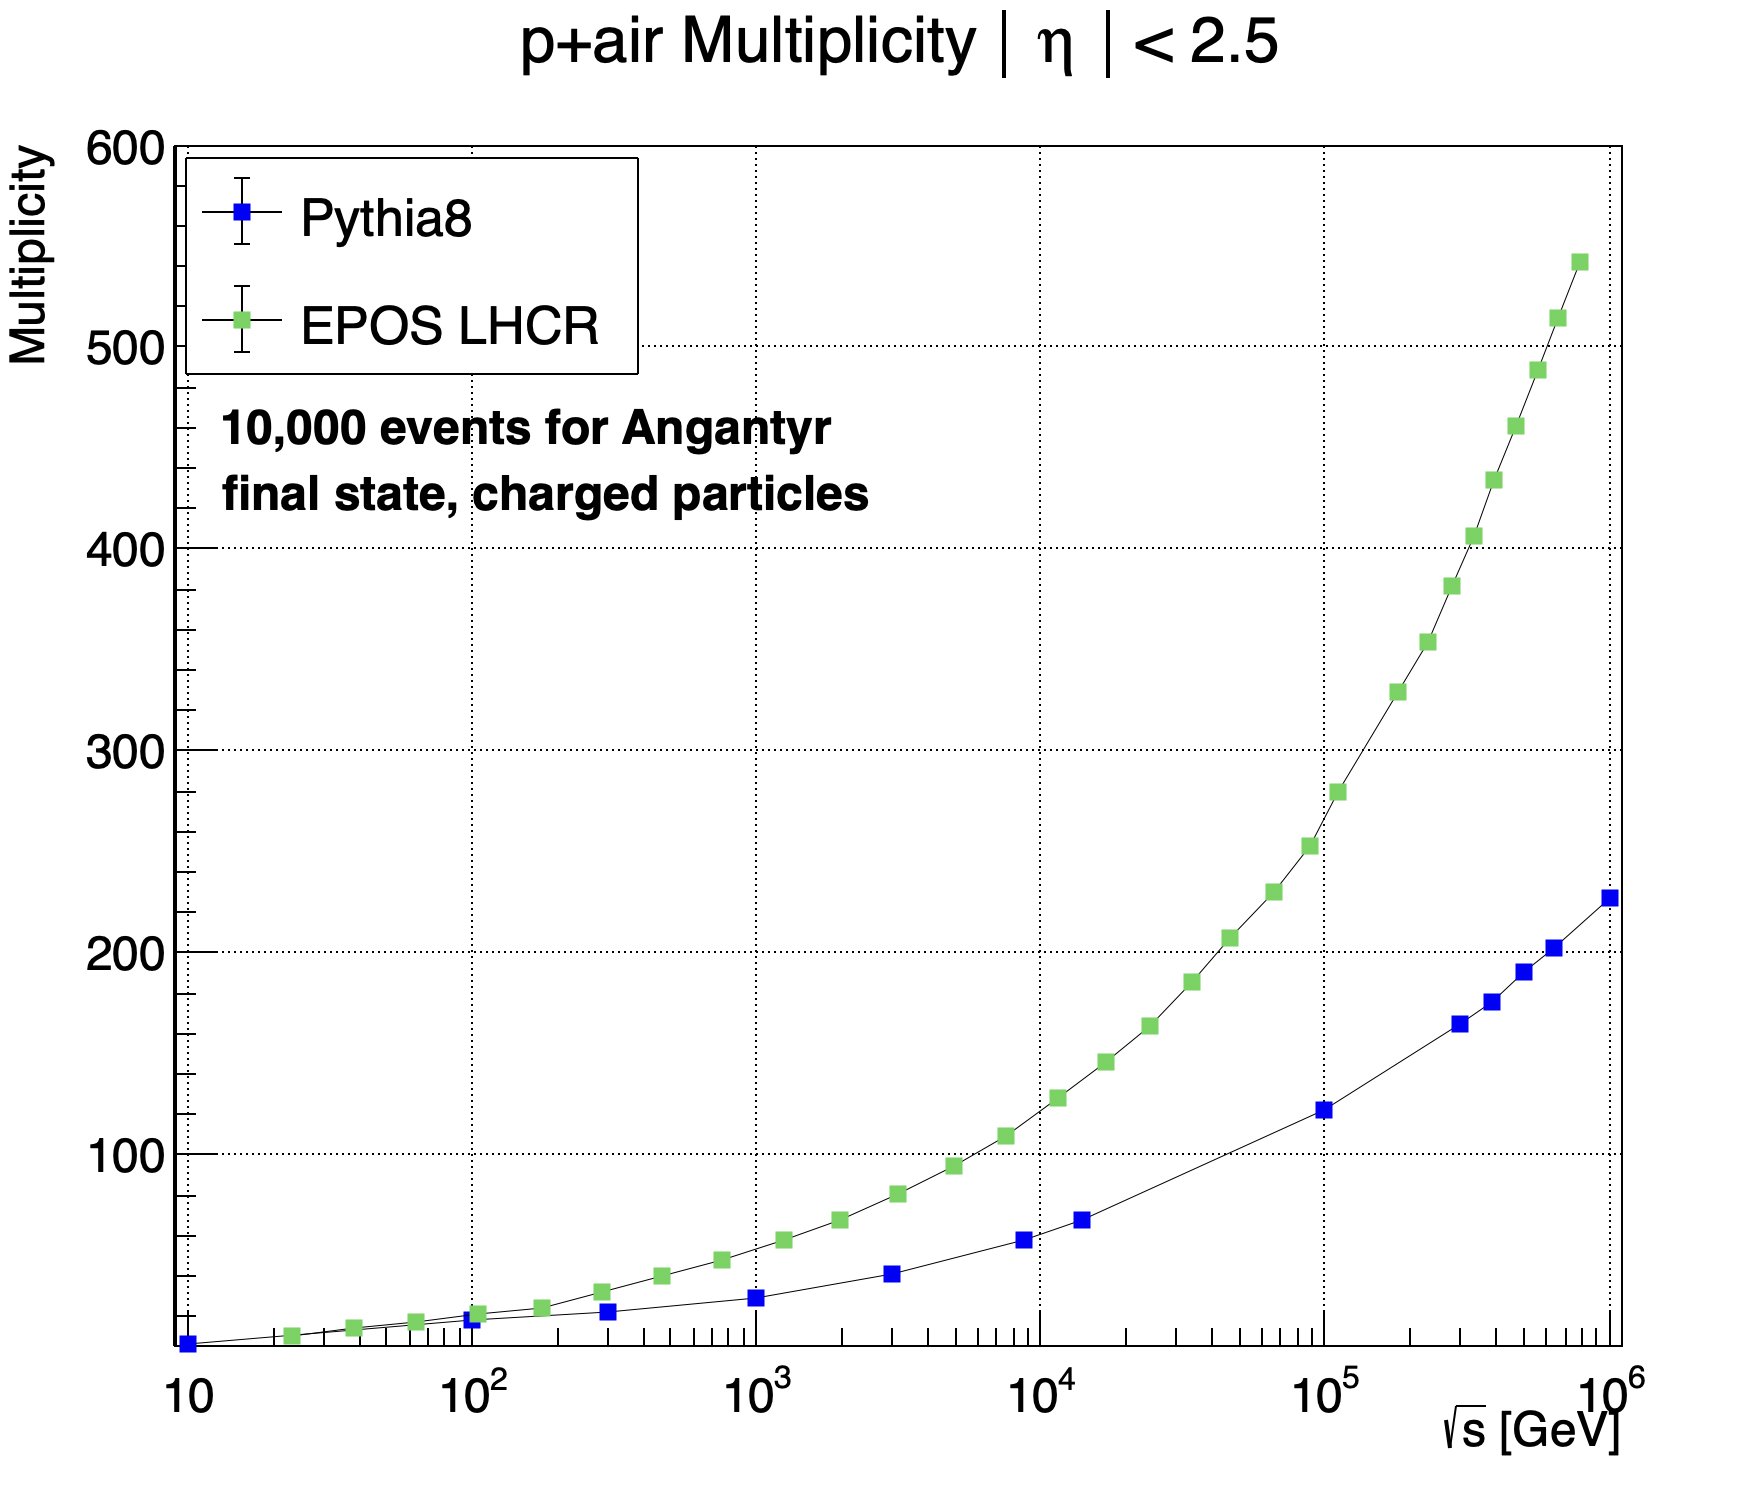 p+air Multiplicity | η | < 2.5
Multiplicity
600
500
400
300
200
100
Pythia8
EPOS LHCR
10,000 events for Angantyr
final state, charged particles
10 10² 10³ 10⁴ 10⁵ 10⁶
√s [GeV]